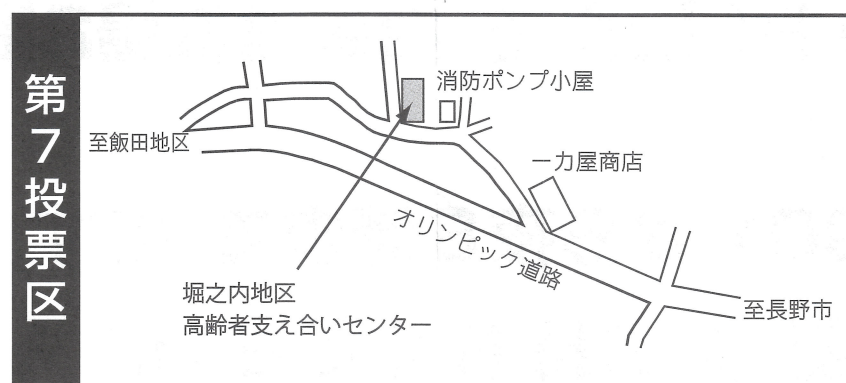 第7投票区
消防ポンプ小屋
至飯田地区
一力屋商店
オリンピック道路
堀之内地区
高齢者支え合いセンター
至長野市